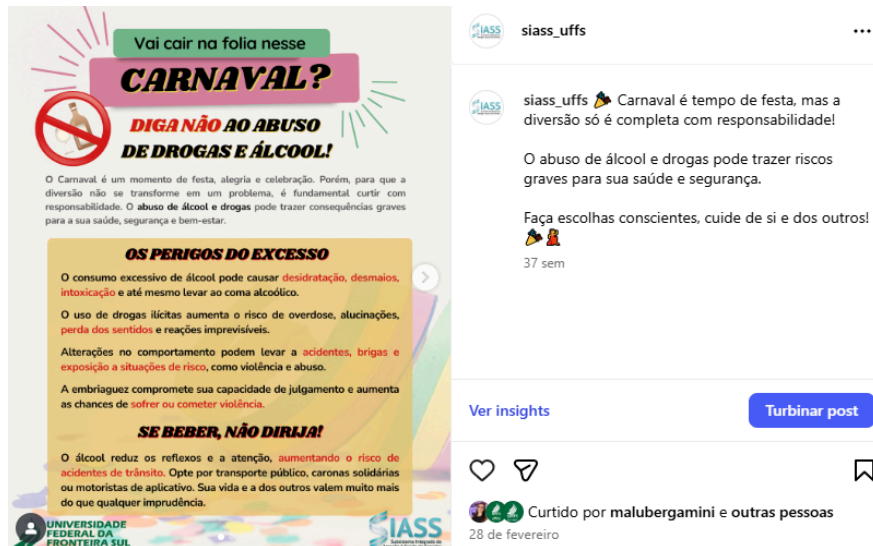 Vai cair na folia nesse
CARNAVAL?
DIGA NÃO AO ABUSO
DE DROGAS E ÁLCOOL!
O Carnaval é um momento de festa, alegria e celebração. Porém, para que a
diversão não se transforme em um problema, é fundamental curtir com
responsabilidade. O abuso de álcool e drogas pode trazer consequências graves
para a sua saúde, segurança e bem-estar.
OS PERIGOS DO EXCESSO
O consumo excessivo de álcool pode causar desidratação, desmaios,
intoxicação e até mesmo levar ao coma alcoólico.
O uso de drogas ilícitas aumenta o risco de overdose, alucinações,
perda dos sentidos e reações imprevisíveis.
Alterações no comportamento podem levar a acidentes, brigas e
exposição a situações de risco, como violência e abuso.
A embriaguez compromete sua capacidade de julgamento e aumenta
as chances de sofrer ou cometer violência.
SE BEBER, NÃO DIRIJA!
O álcool reduz os reflexos e a atenção, aumentando o risco de
acidentes de trânsito. Opte por transporte público, caronas solidárias
ou motoristas de aplicativo. Sua vida e a dos outros valem muito mais
do que qualquer imprudência.
UNIVERSIDADE
FEDERAL DA
FRONTEIRA SUL
SIASS
SIASS
siass_uffs
SIASS
siass_uffs 🎉 Carnaval é tempo de festa, mas a
diversão só é completa com responsabilidade!
O abuso de álcool e drogas pode trazer riscos
graves para sua saúde e segurança.
Faça escolhas conscientes, cuide de si e dos outros!
🎉💃
37 sem
Ver insights
Turbinar post
Curtido por malubergamini e outras pessoas
28 de fevereiro